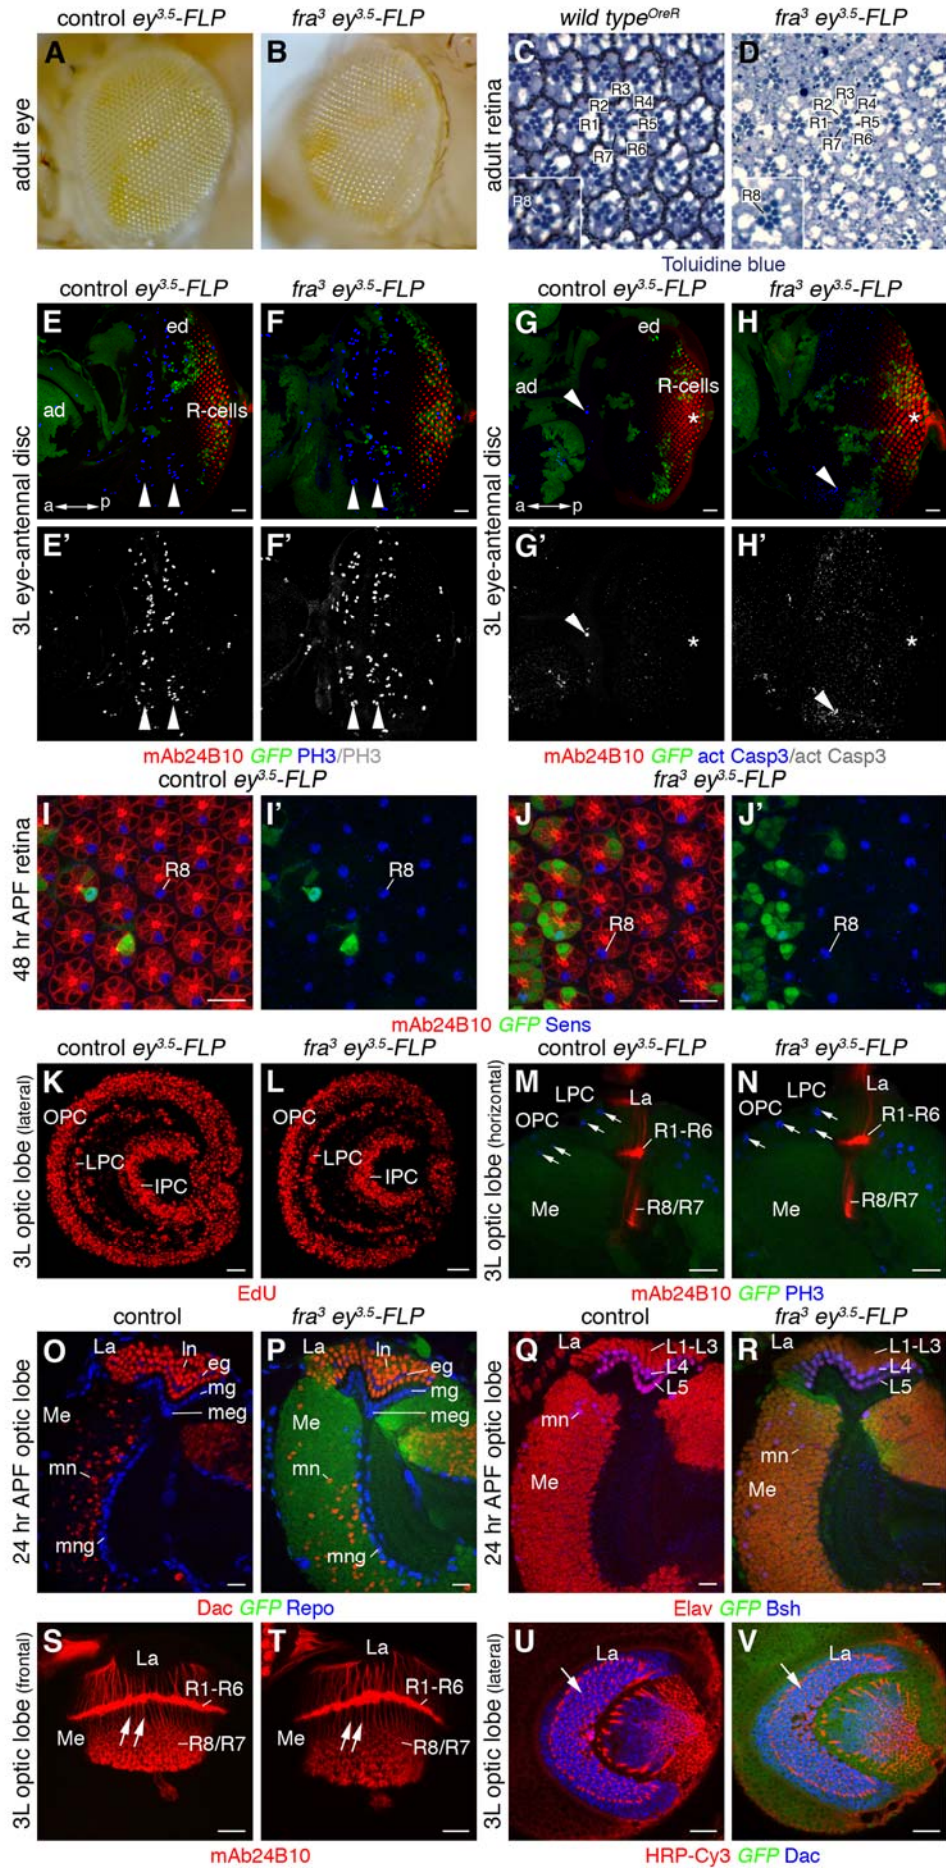 control ey3.5-FLP
fra3 ey3.5-FLP
wild typeOreR
fra3 ey3.5-FLP
adult eye
A
B
adult retina
C
R3
R2
R4
R1
R5
R6
R7
R8
D
R3
R2
R4
R1
R5
R7
R6
R8
Toluidine blue
control ey3.5-FLP
fra3 ey3.5-FLP
control ey3.5-FLP
fra3 ey3.5-FLP
3L eye-antennal disc
E
ed
R-cells
ad
a
p
F
3L eye-antennal disc
G
ed
ad
R-cells
*
a
p
H
*
E’
F’
G’
*
H’
*
mAb24B10 GFP PH3/PH3
mAb24B10 GFP act Casp3/act Casp3
control ey3.5-FLP
fra3 ey3.5-FLP
48 hr APF retina
I
R8
I’
R8
J
R8
J’
R8
mAb24B10 GFP Sens
control ey3.5-FLP
fra3 ey3.5-FLP
control ey3.5-FLP
fra3 ey3.5-FLP
3L optic lobe (lateral)
K
OPC
LPC
IPC
L
OPC
LPC
IPC
3L optic lobe (horizontal)
M
LPC
La
OPC
R1-R6
Me
R8/R7
N
LPC
La
OPC
R1-R6
Me
R8/R7
EdU
mAb24B10 GFP PH3
control
fra3 ey3.5-FLP
control
fra3 ey3.5-FLP
24 hr APF optic lobe
O
La
ln
eg
mg
meg
Me
mn
mng
P
La
ln
eg
mg
meg
Me
mn
mng
24 hr APF optic lobe
Q
La
L1-L3
L4
L5
mn
Me
R
La
L1-L3
L4
L5
mn
Me
Dac GFP Repo
Elav GFP Bsh
3L optic lobe (frontal)
S
La
R1-R6
Me
R8/R7
T
La
R1-R6
Me
R8/R7
3L optic lobe (lateral)
U
La
V
La
mAb24B10
HRP-Cy3 GFP Dac